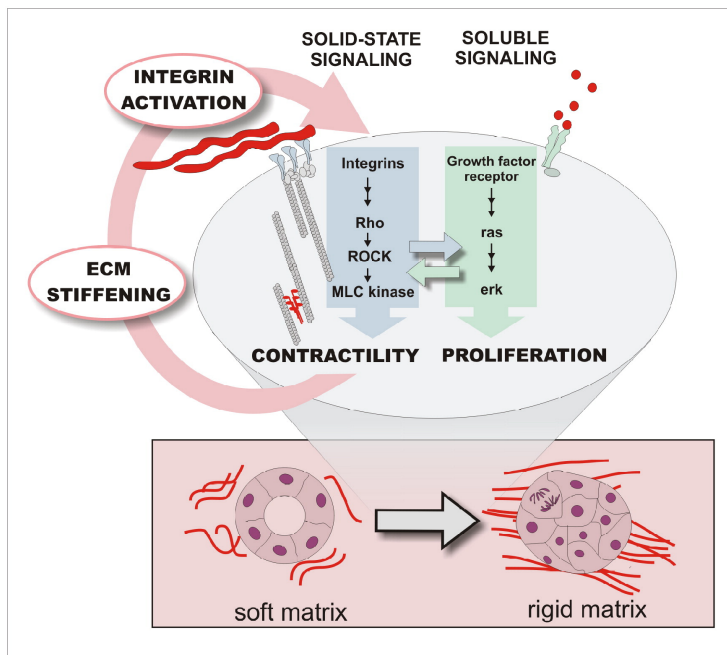 SOLID-STATE
SIGNALING
SOLUBLE
SIGNALING
INTEGRIN
ACTIVATION
Integrins
Rho
ROCK
MLC kinase
Growth factor
receptor
ras
erk
ECM
STIFFENING
CONTRACTILITY
PROLIFERATION
soft matrix
rigid matrix